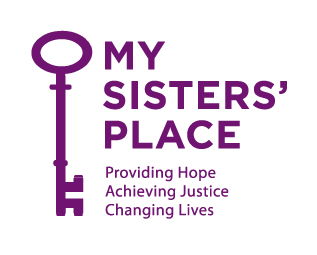 MY
SISTERS’
PLACE
Providing Hope
Achieving Justice
Changing Lives